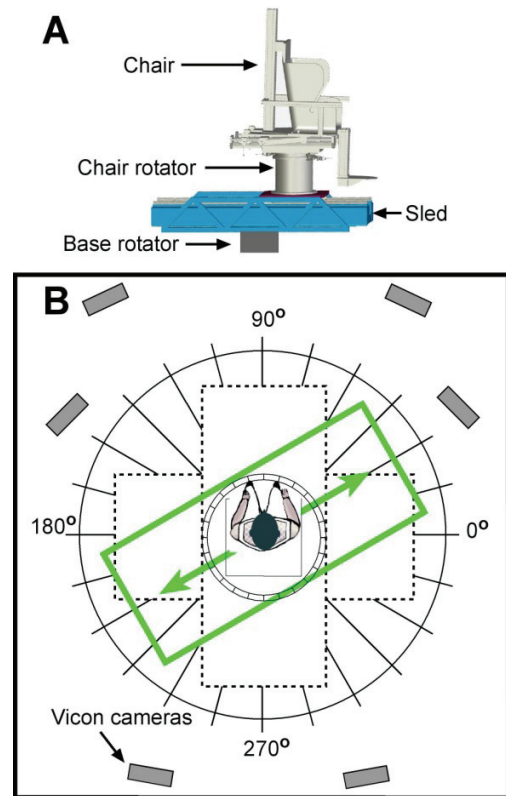 A
Chair
Chair rotator
Sled
Base rotator
B
90°
180°
0°
270°
Vicon cameras